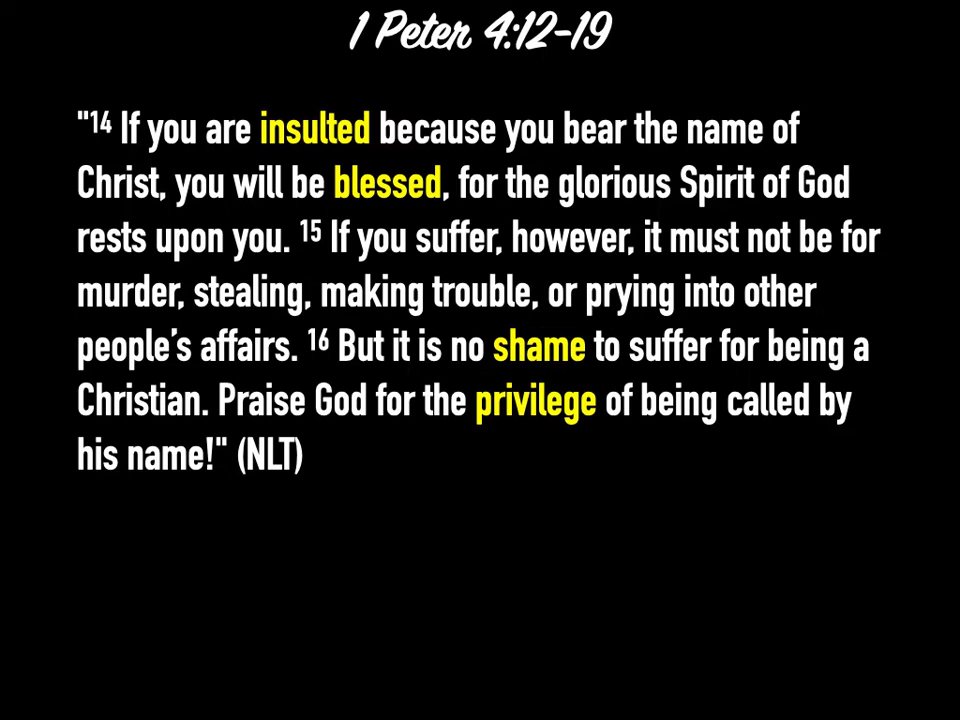 1 Peter 4:12-19
"14 If you are insulted because you bear the name of
Christ, you will be blessed, for the glorious Spirit of God
rests upon you. 15 If you suffer, however, it must not be for
murder, stealing, making trouble, or prying into other
people’s affairs. 16 But it is no shame to suffer for being a
Christian. Praise God for the privilege of being called by
his name!" (NLT)